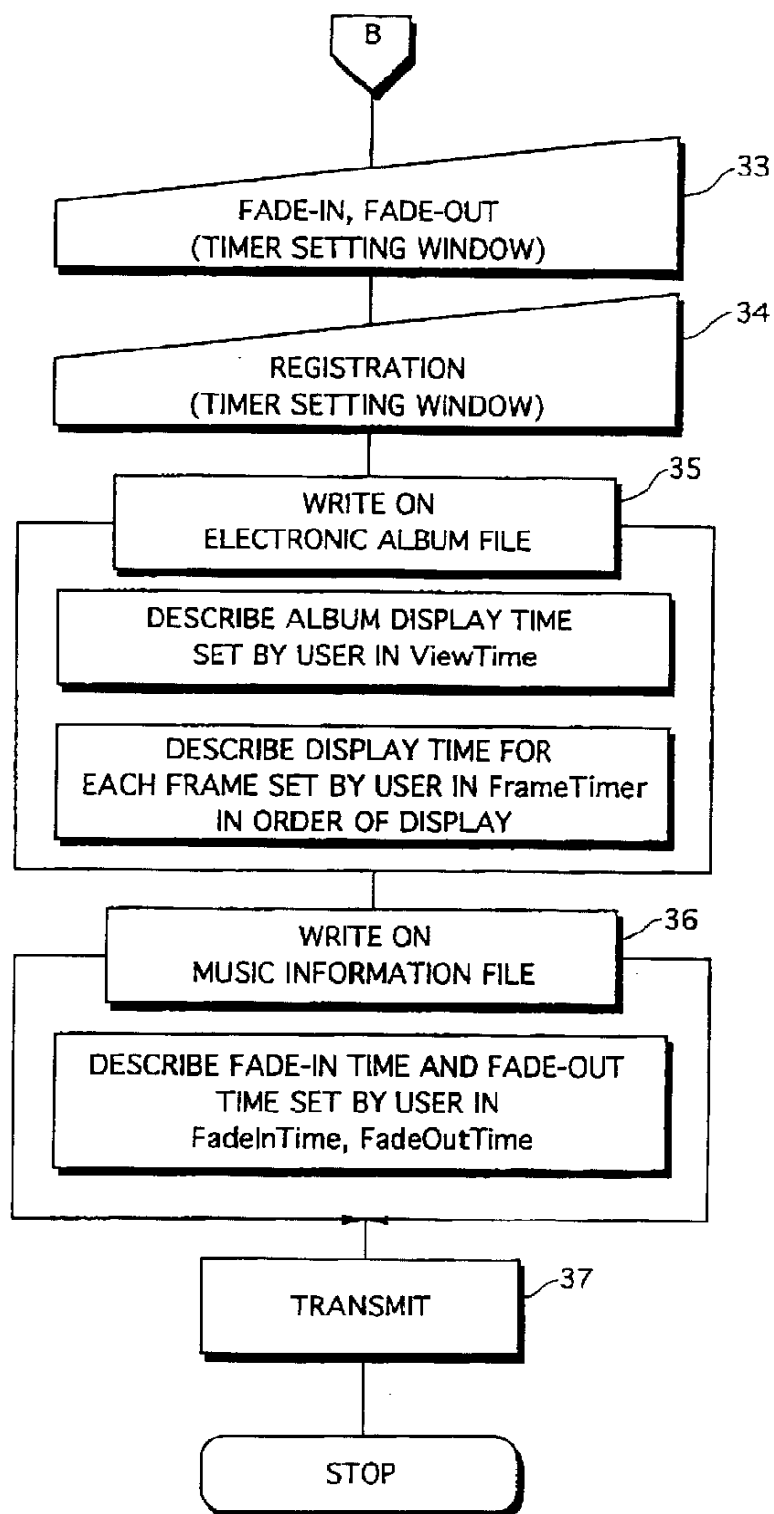 B
33
FADE-IN, FADE-OUT
(TIMER SETTING WINDOW)
34
REGISTRATION
(TIMER SETTING WINDOW)
35
WRITE ON
ELECTRONIC ALBUM FILE
DESCRIBE ALBUM DISPLAY TIME
SET BY USER IN ViewTime
DESCRIBE DISPLAY TIME FOR
EACH FRAME SET BY USER IN FrameTimer
IN ORDER OF DISPLAY
36
WRITE ON
MUSIC INFORMATION FILE
DESCRIBE FADE-IN TIME AND FADE-OUT
TIME SET BY USER IN
FadeInTime, FadeOutTime
37
TRANSMIT
STOP